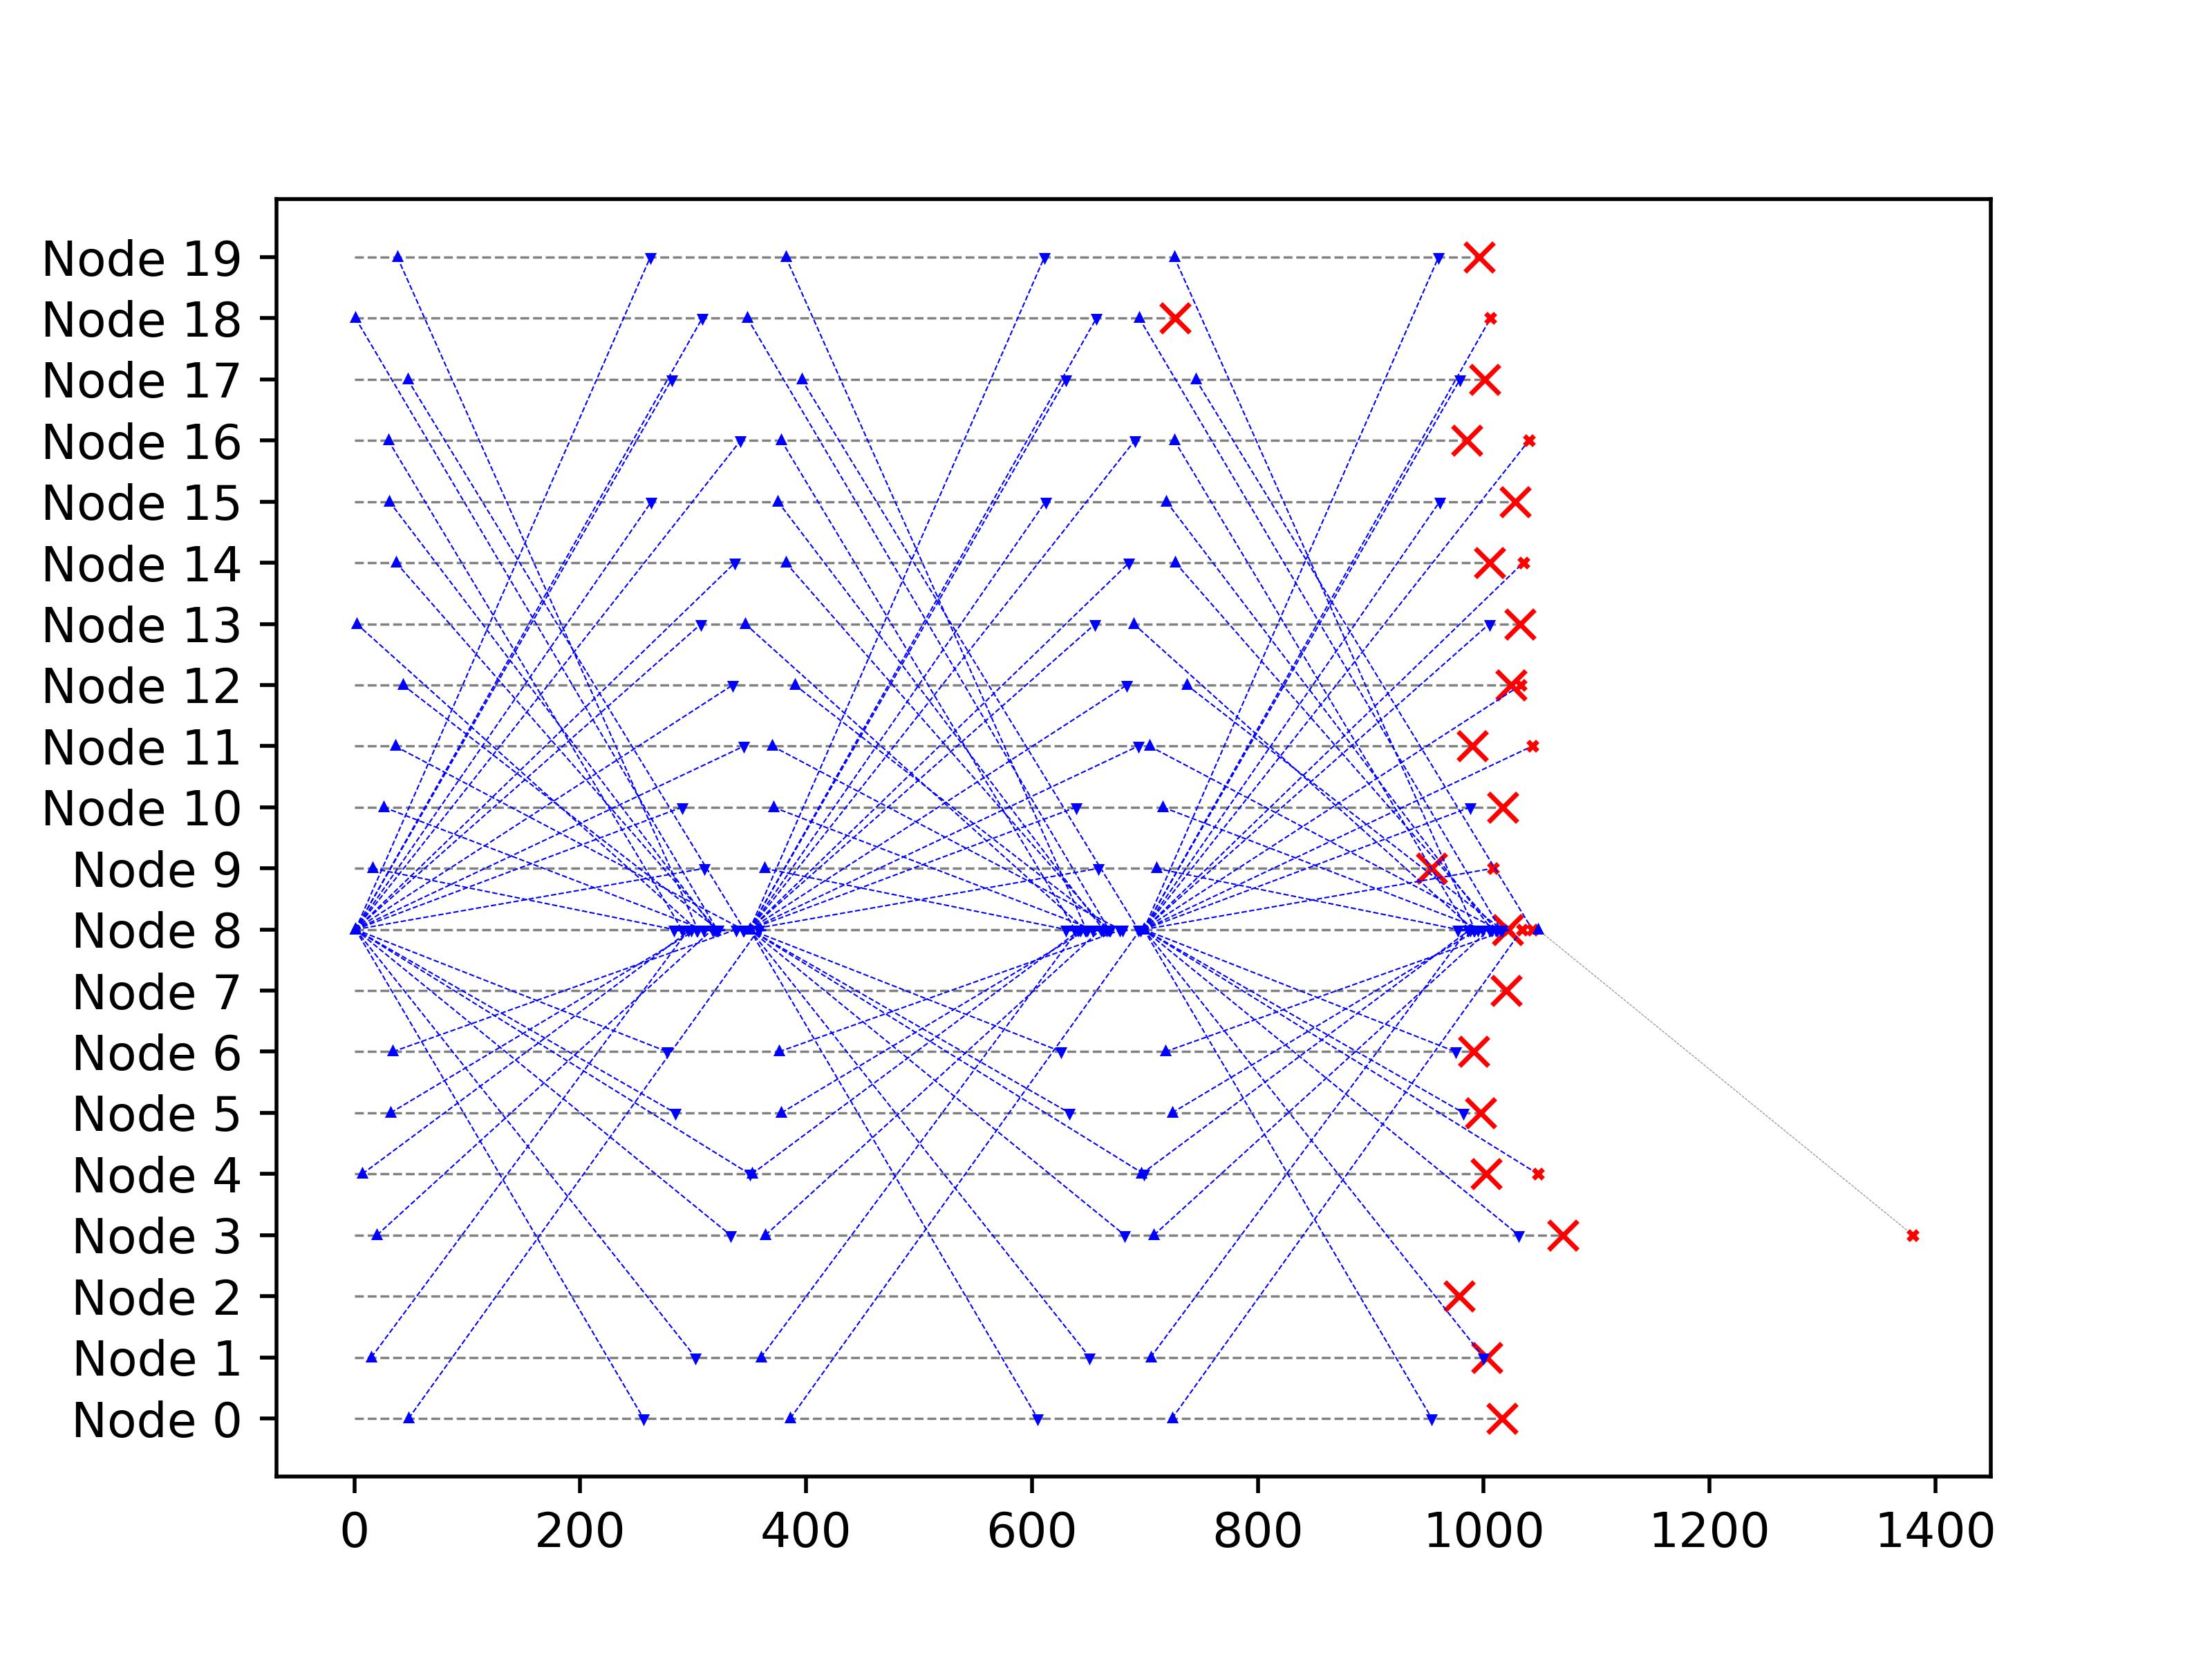 Node 19
Node 18
Node 17
Node 16
Node 15
Node 14
Node 13
Node 12
Node 11
Node 10
Node 9
Node 8
Node 7
Node 6
Node 5
Node 4
Node 3
Node 2
Node 1
Node 0
0 200 400 600 800 1000 1200 1400